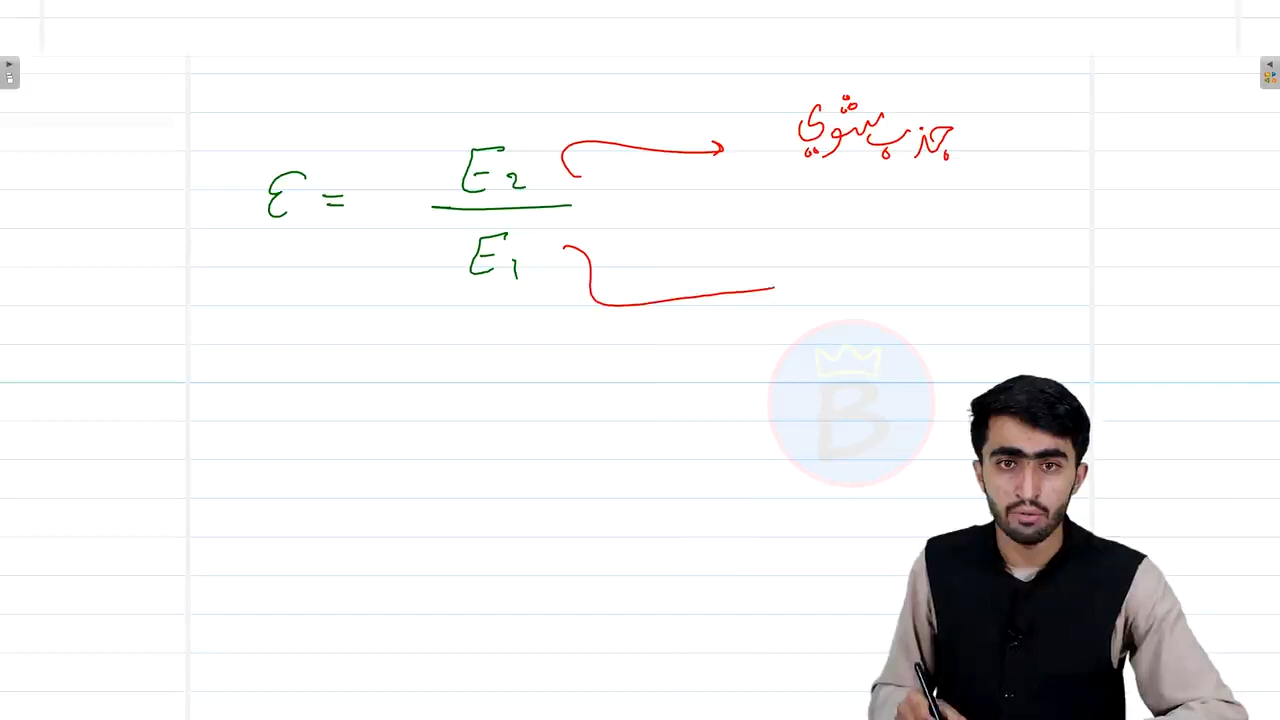 ε = E₂ / E₁
جذب شوي
B